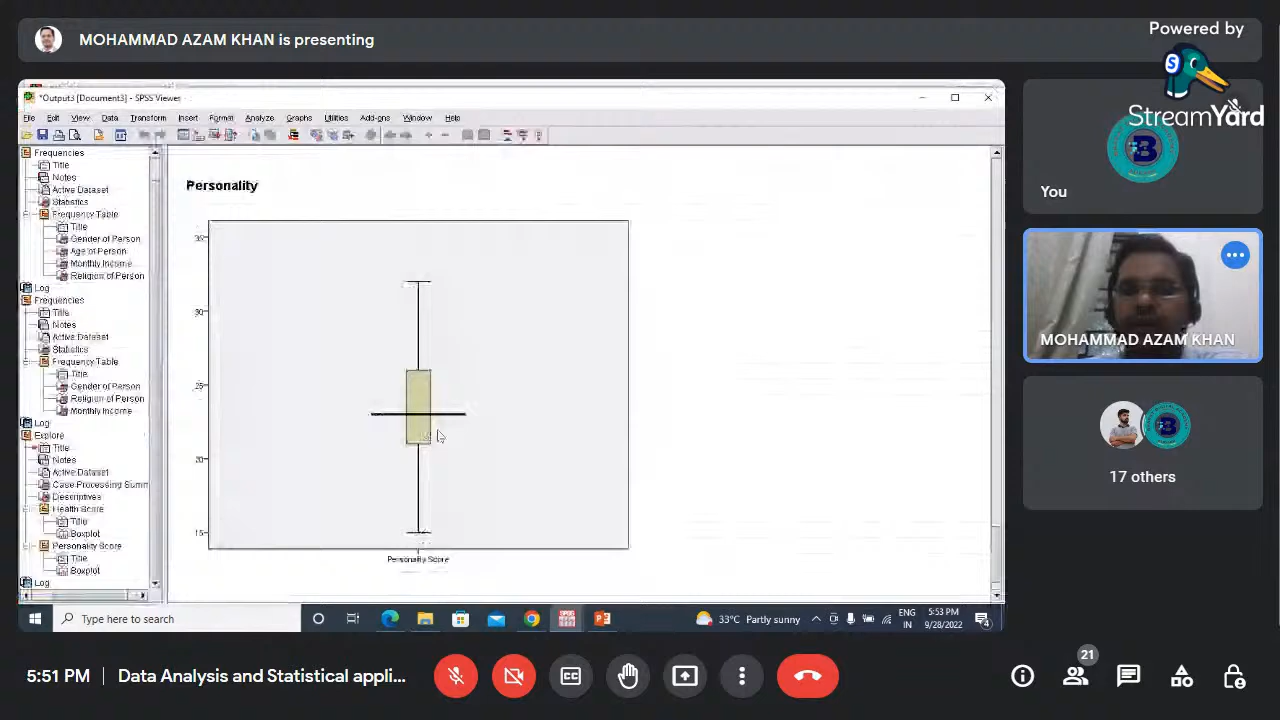 MOHAMMAD AZAM KHAN is presenting
Powered by
StreamYard
*Output3 [Document3] - SPSS Viewer
File Edit View Data Transform Insert Format Analyze Graphs Utilities Add-ons Window Help
Frequencies
Title
Notes
Active Dataset
Statistics
Frequency Table
Title
Gender of Person
Age of Person
Monthly Income
Religion of Person
Log
Frequencies
Title
Notes
Active Dataset
Statistics
Frequency Table
Title
Gender of Person
Religion of Person
Monthly Income
Log
Explore
Title
Notes
Active Dataset
Case Processing Summ
Descriptives
Health Score
Title
Boxplot
Personality Score
Title
Boxplot
Log
Personality
35
30
25
20
15
Personality Score
You
MOHAMMAD AZAM KHAN
17 others
Type here to search
33°C Partly sunny
ENG
IN
5:53 PM
9/28/2022
4
5:51 PM
Data Analysis and Statistical appli...
21